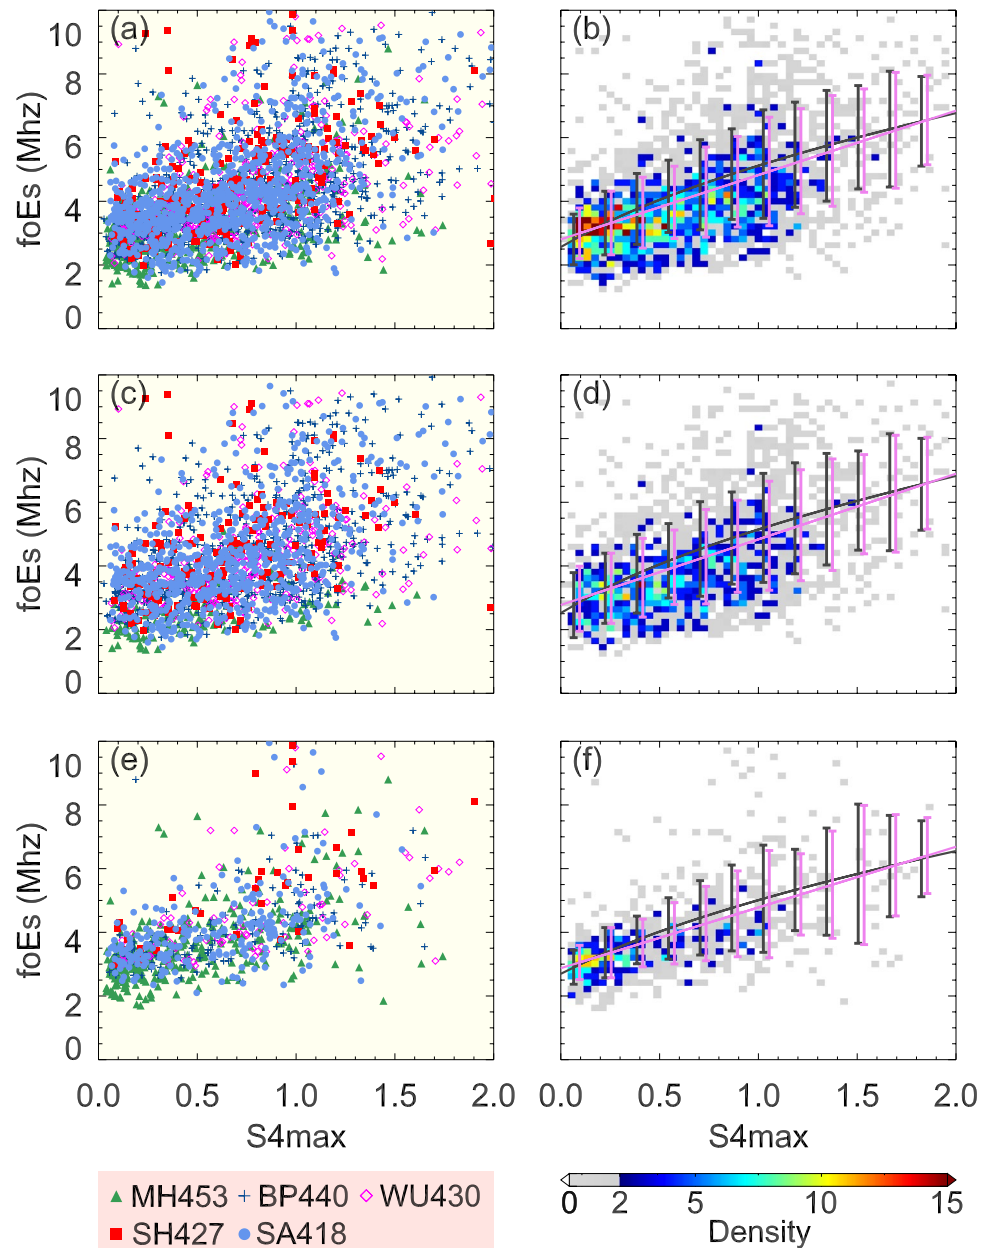 (a) (b)
foEs (Mhz)
10
8
6
4
2
0
(c) (d)
foEs (Mhz)
10
8
6
4
2
0
(e) (f)
foEs (Mhz)
10
8
6
4
2
0
0.0 0.5 1.0 1.5 2.0 0.0 0.5 1.0 1.5 2.0
S4max S4max
MH453 BP440 WU430
SH427 SA418
0 2 5 10 15
Density